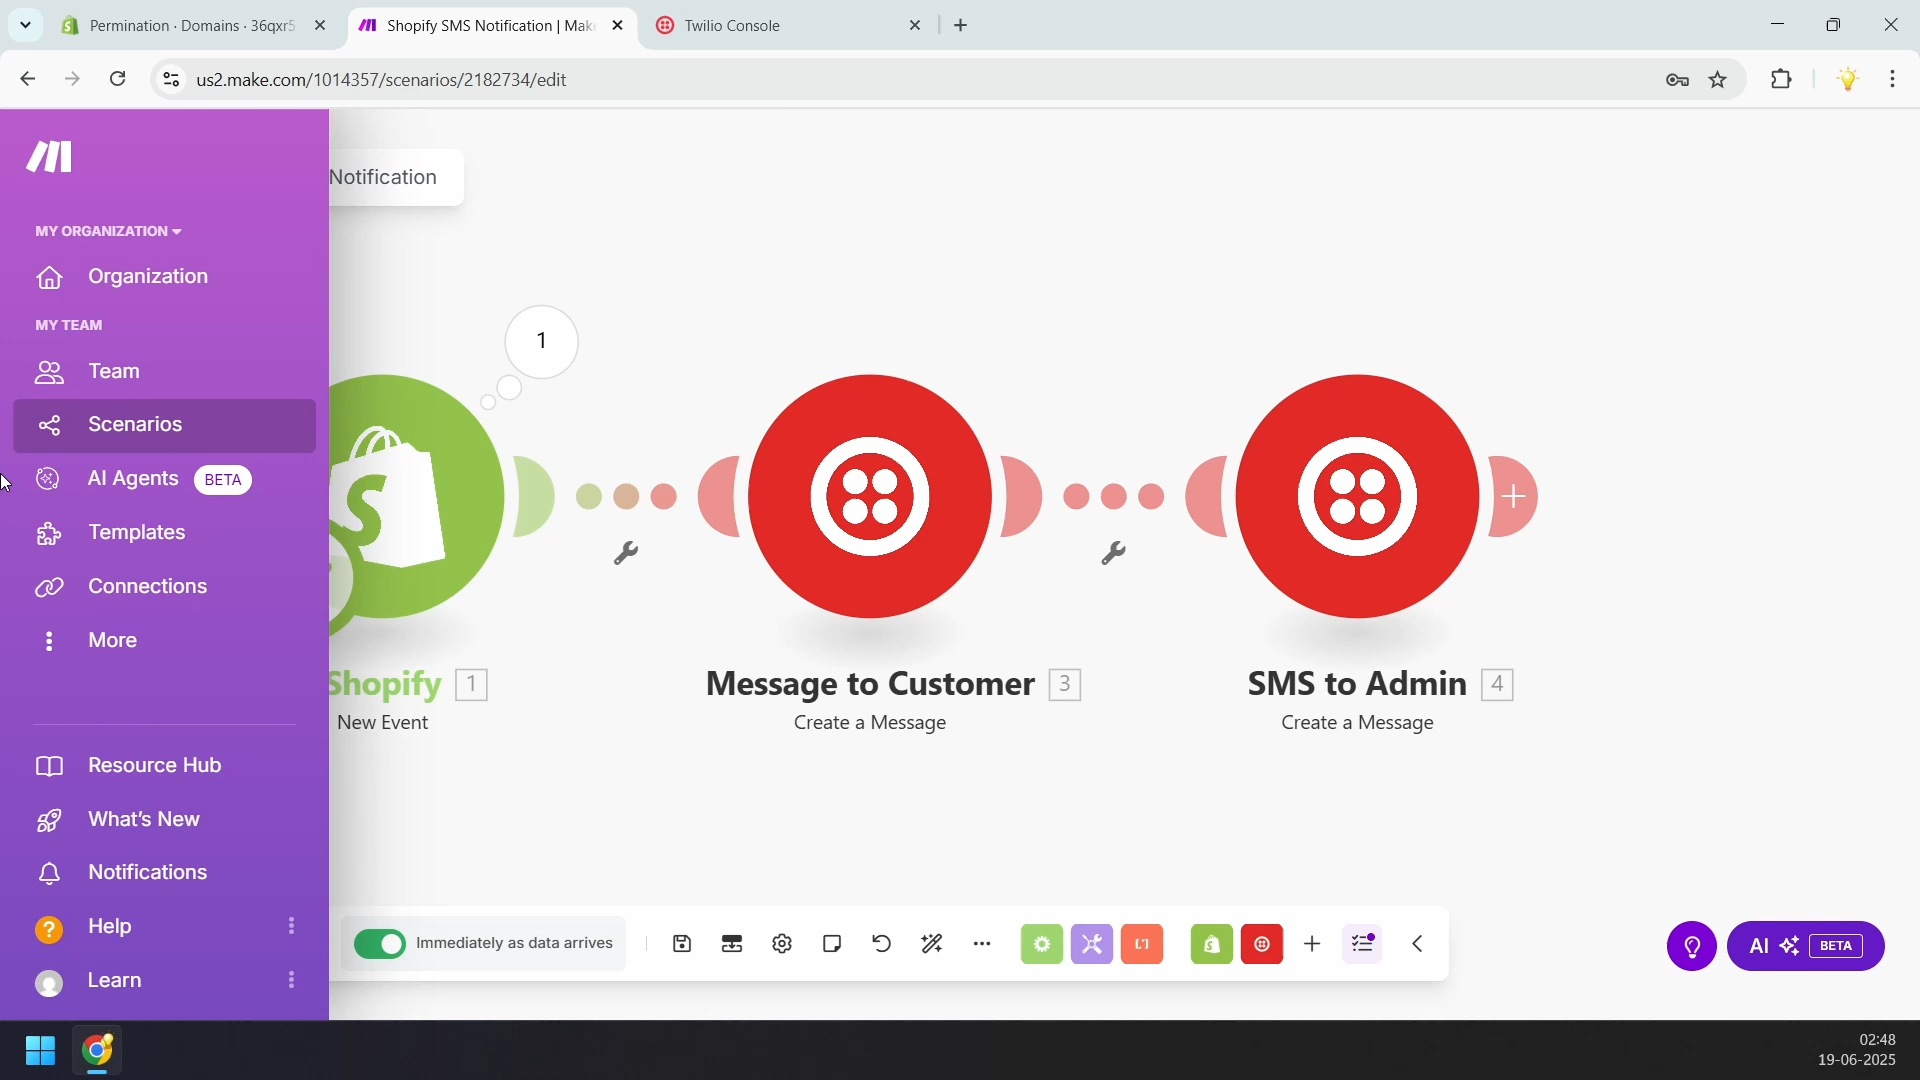 Permination · Domains · 36qxr5
Shopify SMS Notification | Make
Twilio Console
us2.make.com/1014357/scenarios/2182734/edit
Notification
MY ORGANIZATION
Organization
MY TEAM
Team
Scenarios
AI Agents BETA
Templates
Connections
More
Resource Hub
What's New
Notifications
Help
Learn
1
Shopify 1
New Event
Message to Customer 3
Create a Message
SMS to Admin 4
Create a Message
Immediately as data arrives
AI BETA
02:48
19-06-2025